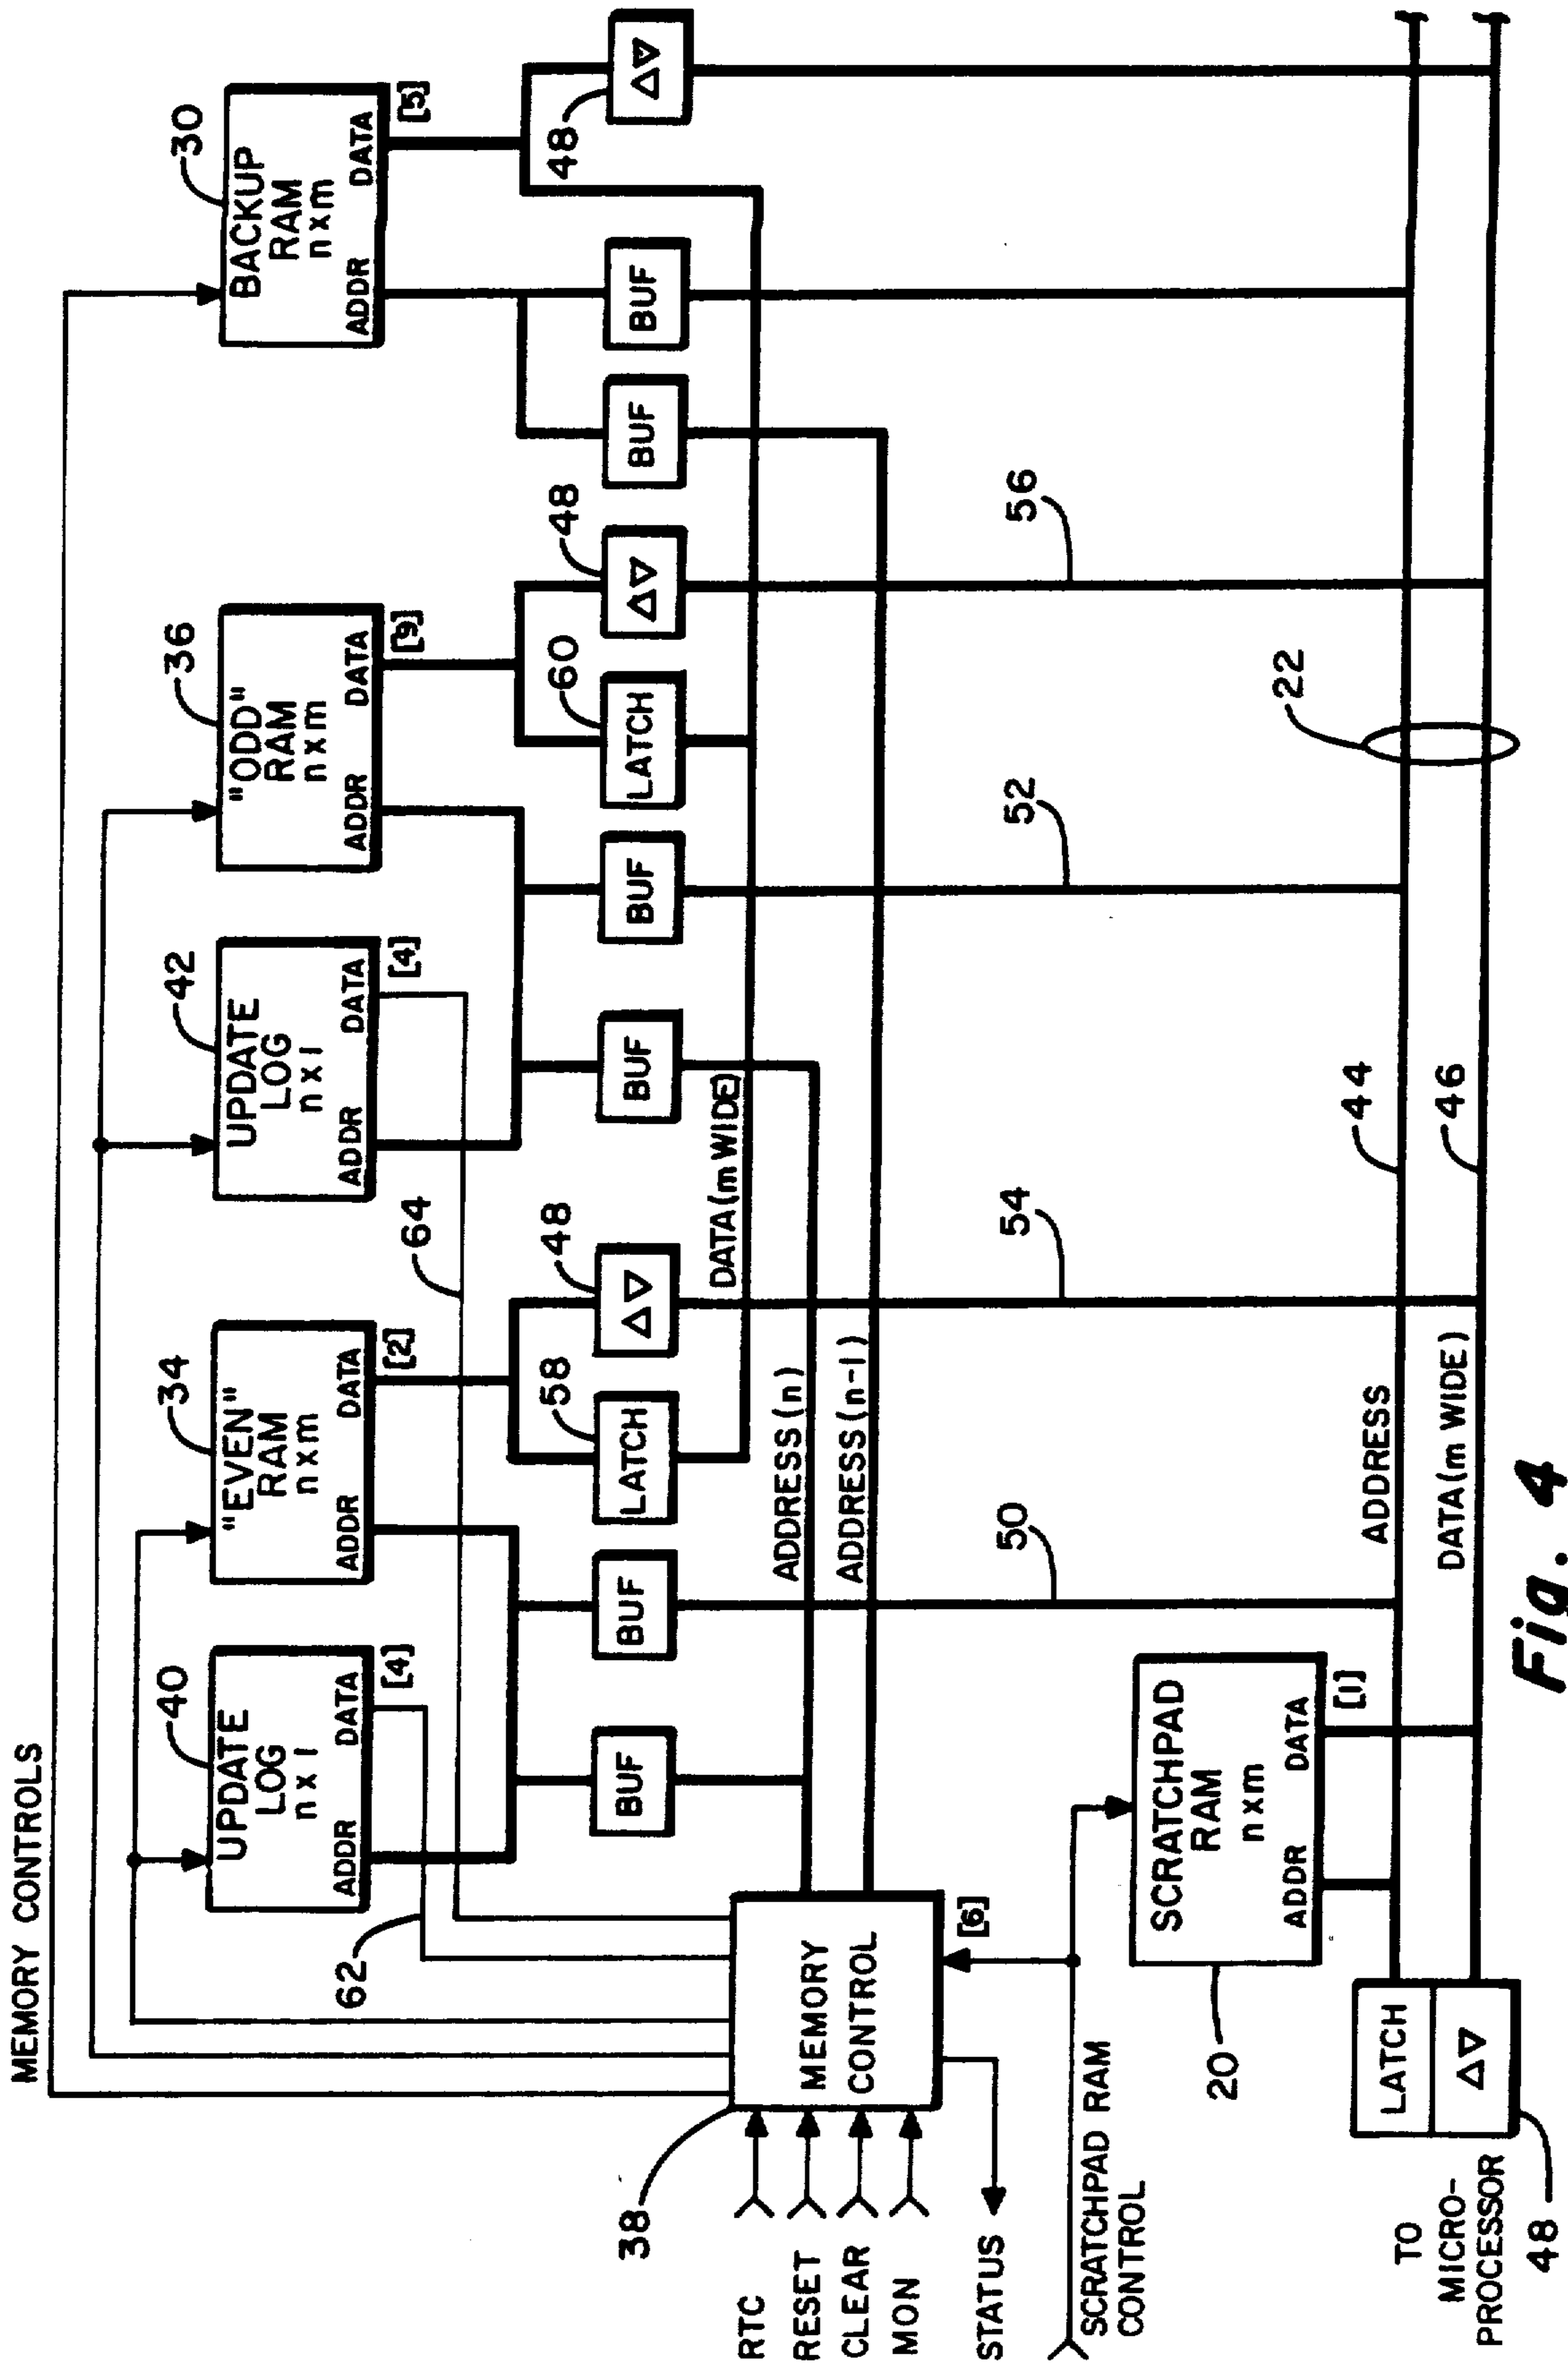 MEMORY CONTROLS
40
UPDATE
LOG
n x 1
ADDR
DATA
[4]
34
"EVEN"
RAM
n x m
ADDR
DATA
[2]
42
UPDATE
LOG
n x 1
ADDR
DATA
[4]
36
"ODD"
RAM
n x m
ADDR
DATA
[9]
30
BACKUP
RAM
n x m
ADDR
DATA
[5]
62
64
BUF
BUF
58
LATCH
48
BUF
BUF
60
LATCH
48
BUF
BUF
48
DATA (m WIDE)
ADDRESS (n)
ADDRESS (n-1)
38
MEMORY
CONTROL
[6]
RTC
RESET
CLEAR
MON
STATUS
SCRATCHPAD RAM
CONTROL
50
54
52
56
20
SCRATCHPAD
RAM
n x m
ADDR
DATA
[1]
22
44
46
ADDRESS
DATA (m WIDE)
LATCH
TO
MICRO-
PROCESSOR
48
Fig. 4